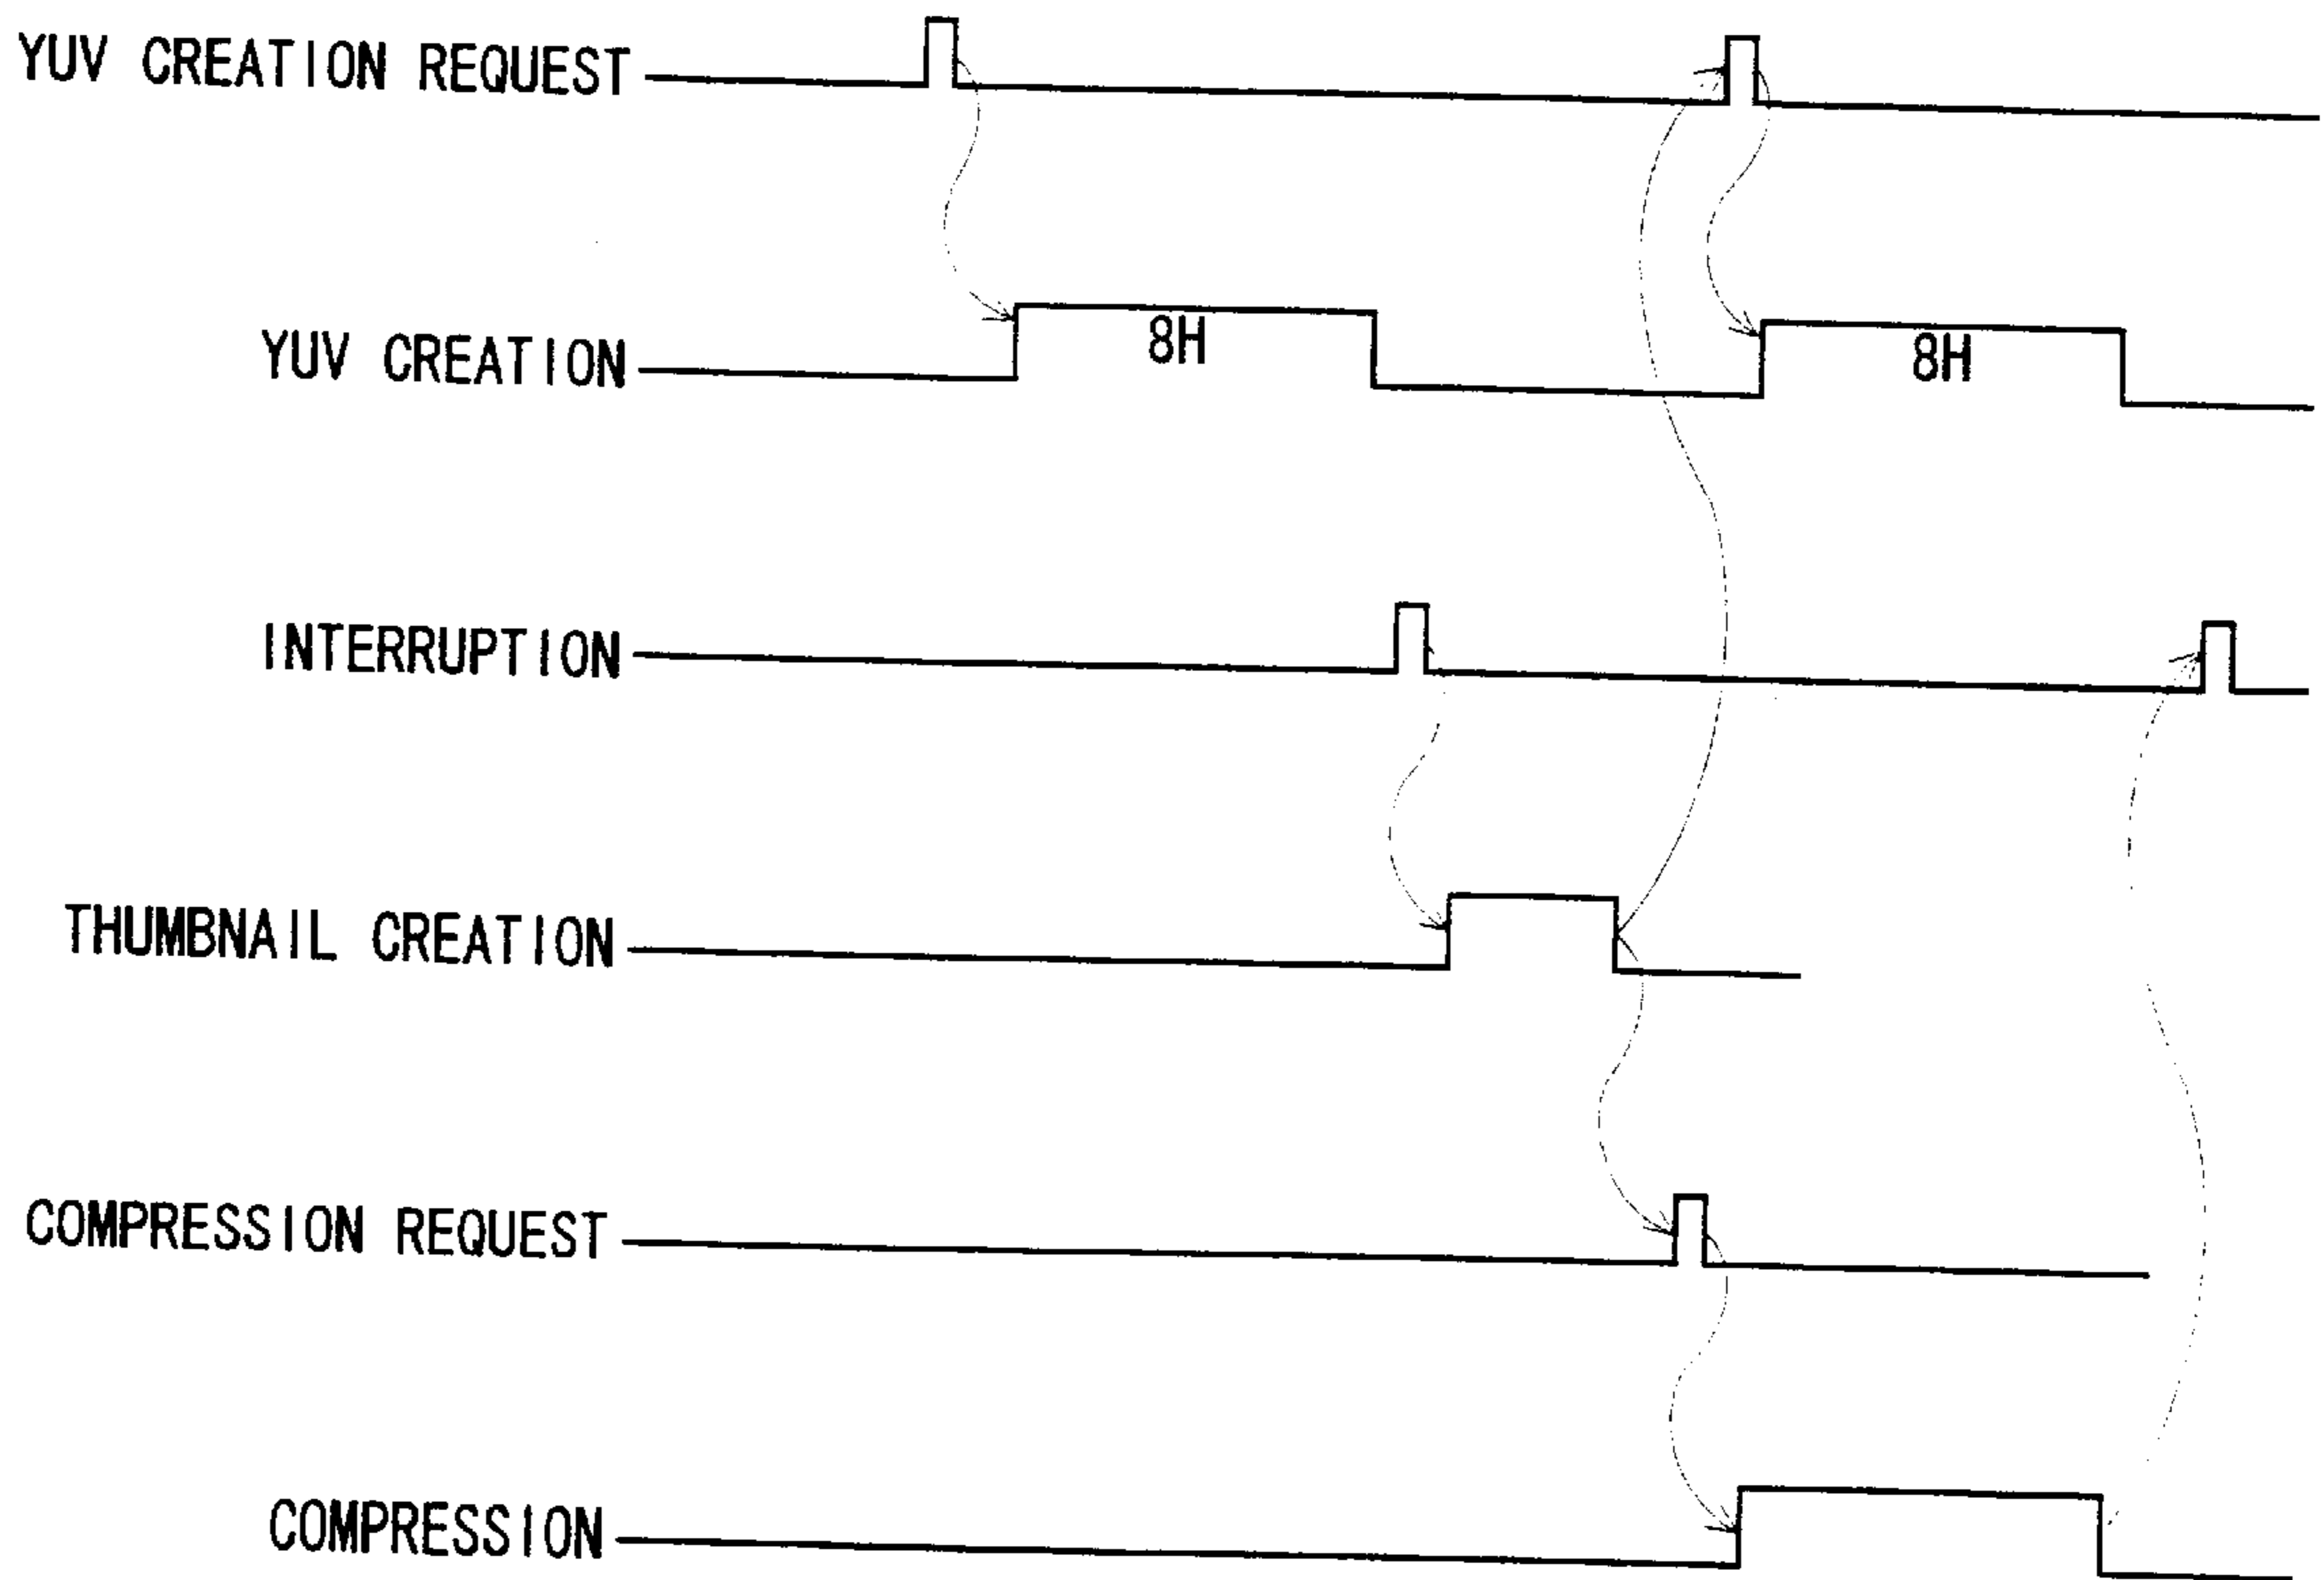 YUV CREATION REQUEST
YUV CREATION
8H
8H
INTERRUPTION
THUMBNAIL CREATION
COMPRESSION REQUEST
COMPRESSION